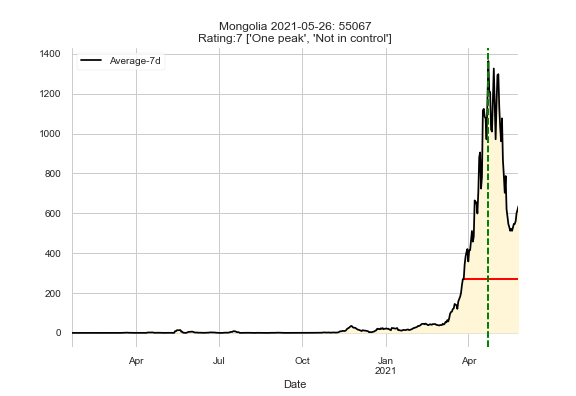 Mongolia 2021-05-26: 55067
Rating:7 ['One peak', 'Not in control']
Average-7d
1400
1200
1000
800
600
400
200
0
Apr
Jul
Oct
Jan
2021
Apr
Date